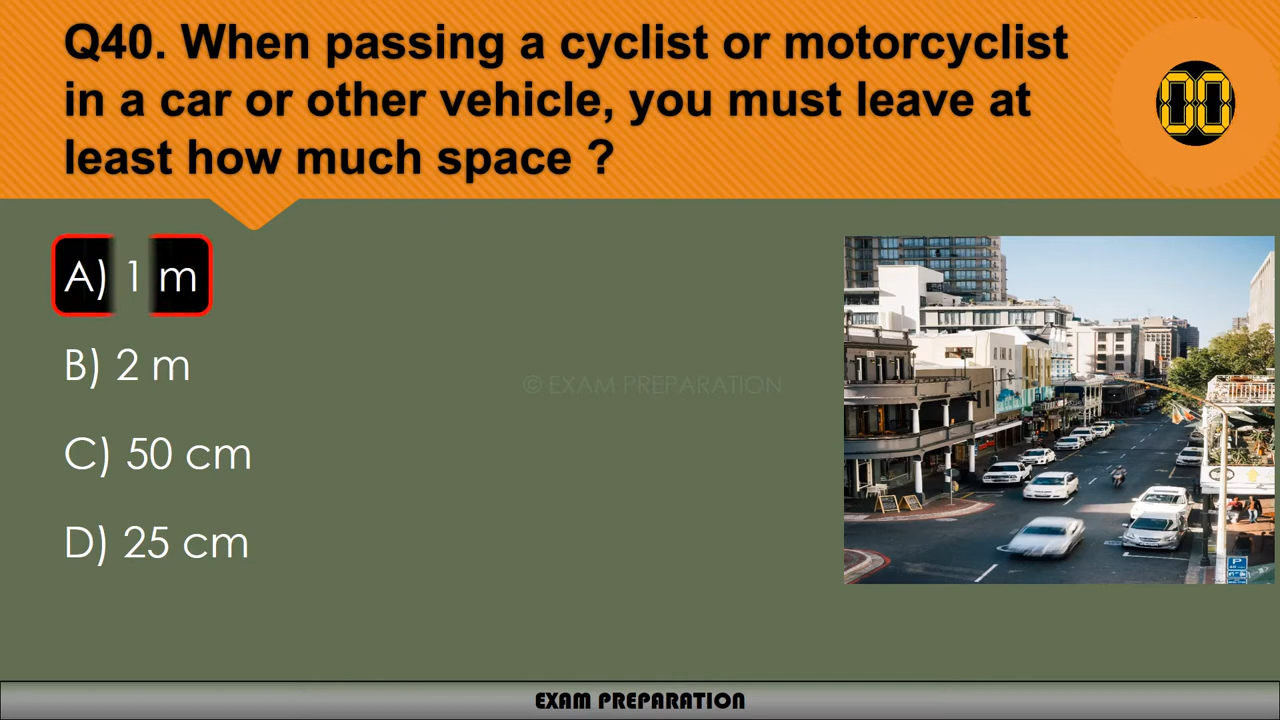 Q40. When passing a cyclist or motorcyclist
in a car or other vehicle, you must leave at
least how much space ?
00
A) 1 m
B) 2 m
© EXAM PREPARATION
C) 50 cm
D) 25 cm
P
EXAM PREPARATION